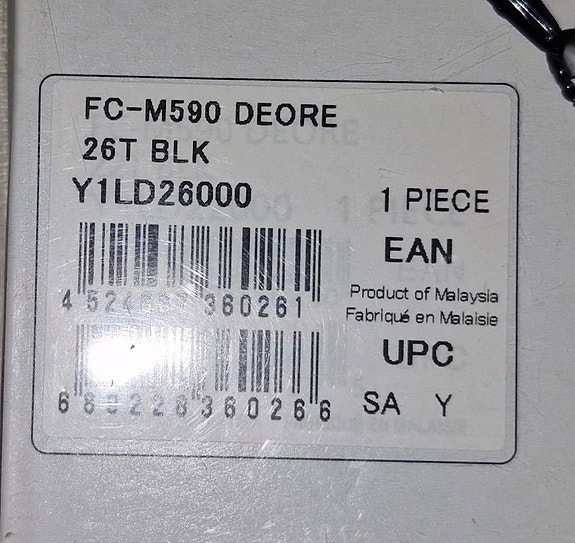 FC-M590 DEORE
26T BLK
Y1LD26000
1 PIECE
EAN
4 524667 360261
Product of Malaysia
Fabriqué en Malaisie
UPC
6 89228 36026 6
SA Y